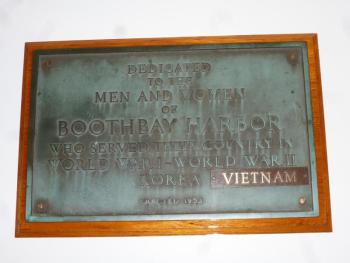 DEDICATED
TO THE
MEN AND WOMEN
OF
BOOTHBAY HARBOR
WHO SERVED THEIR COUNTRY IN
WORLD WAR I - WORLD WAR II
KOREA VIETNAM